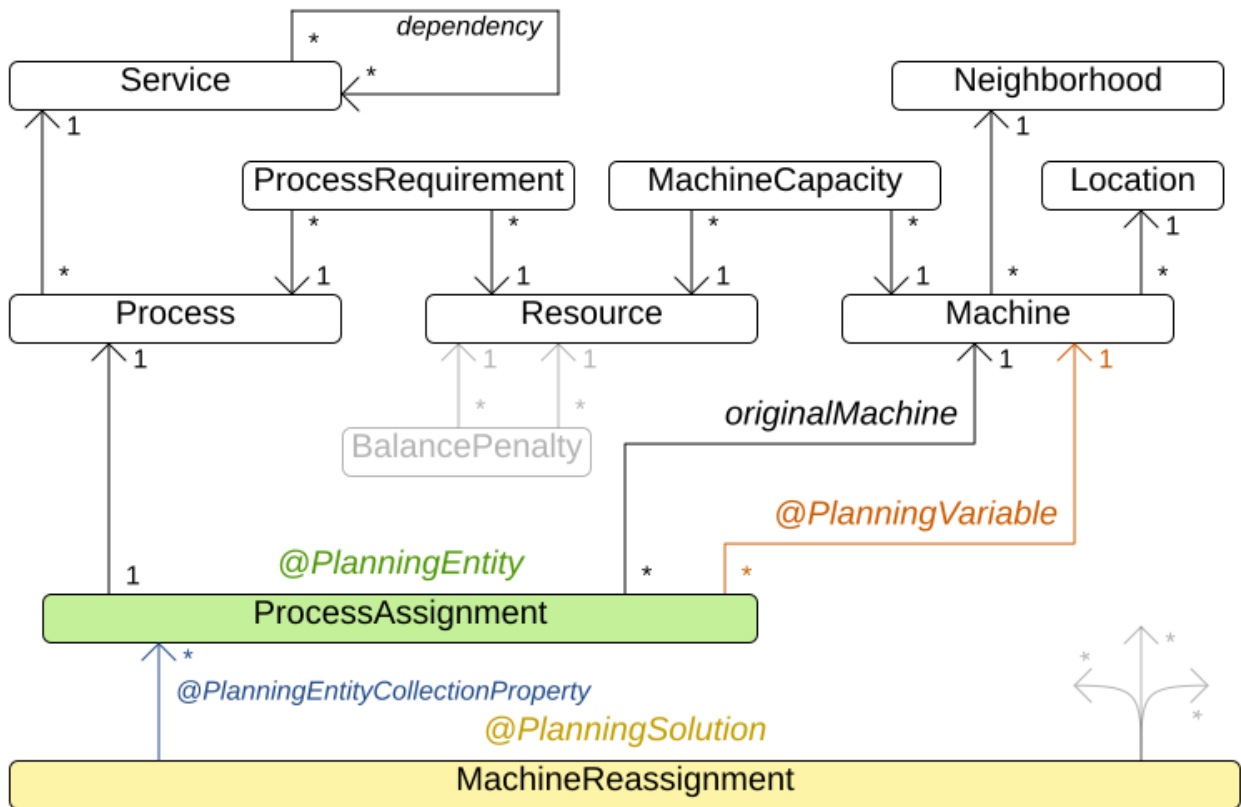 dependency
*
*
Service
Neighborhood
1
1
ProcessRequirement
MachineCapacity
Location
*
*
*
*
1
*
1
1
1
1
*
*
Process
Resource
Machine
1
1
1
1
1
*
*
originalMachine
BalancePenalty
@PlanningVariable
@PlanningEntity
1
*
*
ProcessAssignment
*
*
*
*
@PlanningEntityCollectionProperty
@PlanningSolution
MachineReassignment